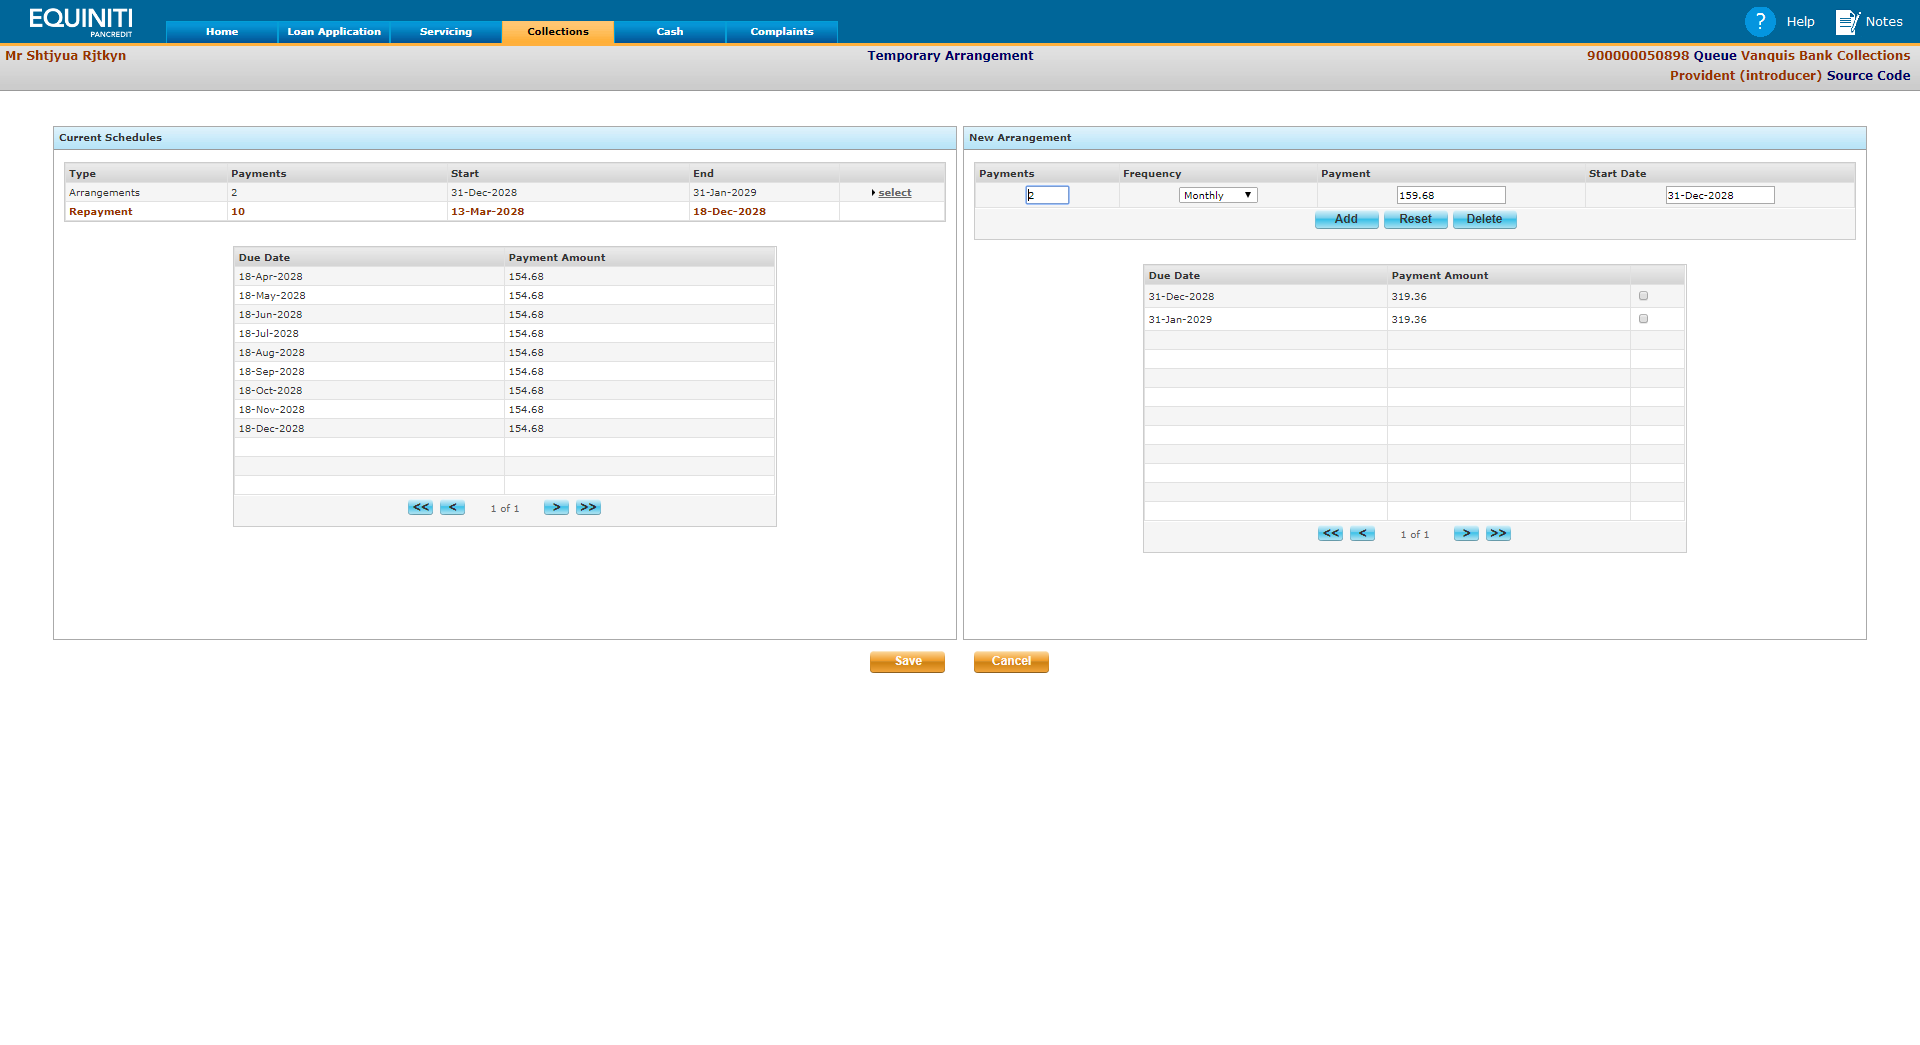 EQUINITI
PANCREDIT
Home Loan Application Servicing Collections Cash Complaints
? Help Notes
Mr Shtjyua Rjtkyn Temporary Arrangement 900000050898 Queue Vanquis Bank Collections
Provident (introducer) Source Code
Current Schedules
Type Payments Start End
Arrangements 2 31-Dec-2028 31-Jan-2029 select
Repayment 10 13-Mar-2028 18-Dec-2028
Due Date Payment Amount
18-Apr-2028 154.68
18-May-2028 154.68
18-Jun-2028 154.68
18-Jul-2028 154.68
18-Aug-2028 154.68
18-Sep-2028 154.68
18-Oct-2028 154.68
18-Nov-2028 154.68
18-Dec-2028 154.68
<< < 1 of 1 > >>
New Arrangement
Payments Frequency Payment Start Date
2 Monthly 159.68 31-Dec-2028
Add Reset Delete
Due Date Payment Amount
31-Dec-2028 319.36
31-Jan-2029 319.36
<< < 1 of 1 > >>
Save Cancel